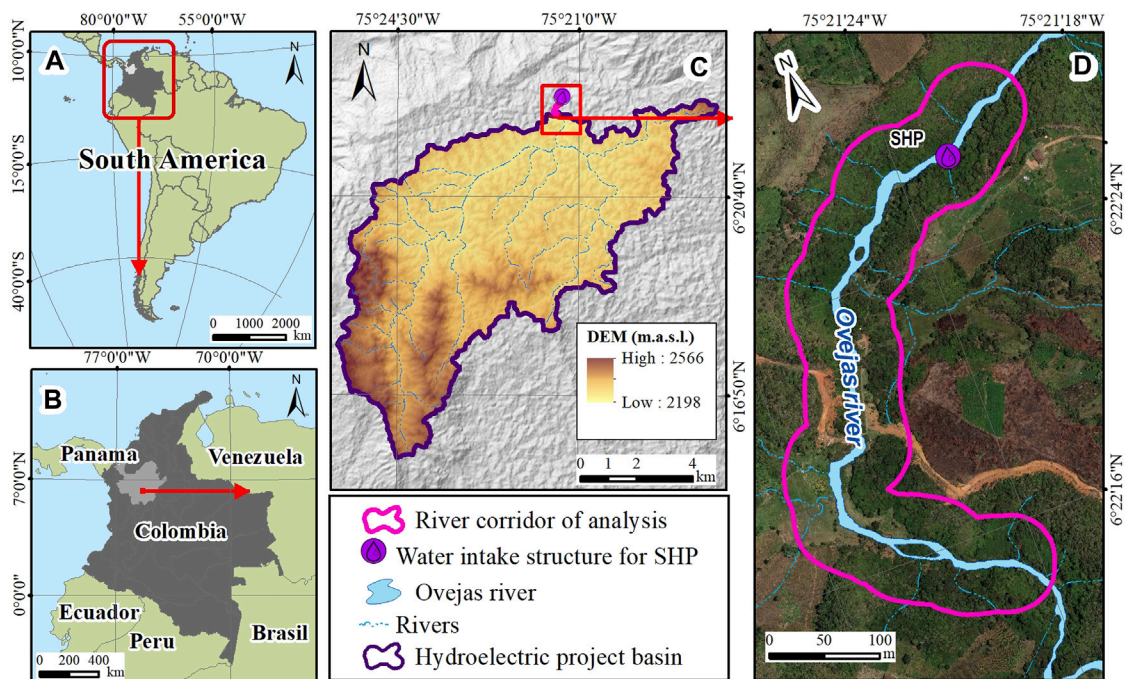 80°0'0"W 55°0'0"W
10°0'0"N
15°0'0"S
40°0'0"S
A
N
South America
0 1000 2000
km
77°0'0"W 70°0'0"W
7°0'0"N
0°0'0"
B
N
Panama
Venezuela
Colombia
Ecuador
Peru
Brasil
0 200 400
km
75°24'30"W 75°21'0"W
N
C
6°20'40"N
6°16'50"N
DEM (m.a.s.l.)
High : 2566
Low : 2198
0 1 2 4
km
River corridor of analysis
Water intake structure for SHP
Ovejas river
Rivers
Hydroelectric project basin
75°21'24"W 75°21'18"W
N
D
SHP
Ovejas river
6°22'24"N
6°22'16"N
0 50 100
m